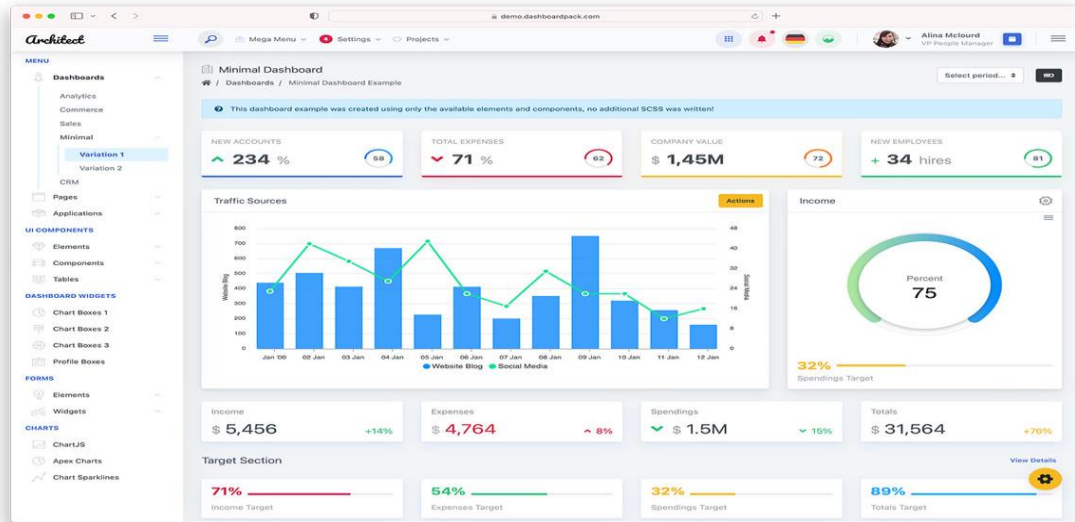 demo.dashboardpack.com
Architect
Mega Menu
4 Settings
Projects
Alina Mclourd
VP People Manager
MENU
Dashboards
Analytics
Commerce
Sales
Minimal
Variation 1
Variation 2
CRM
Pages
Applications
UI COMPONENTS
Elements
Components
Tables
DASHBOARD WIDGETS
Chart Boxes 1
Chart Boxes 2
Chart Boxes 3
Profile Boxes
FORMS
Elements
Widgets
CHARTS
ChartJS
Apex Charts
Chart Sparklines
Minimal Dashboard
/ Dashboards / Minimal Dashboard Example
Select period...
This dashboard example was created using only the available elements and components, no additional SCSS was written!
NEW ACCOUNTS
234 %
58
TOTAL EXPENSES
71 %
62
COMPANY VALUE
$ 1,45M
72
NEW EMPLOYEES
+ 34 hires
81
Traffic Sources
Actions
800
700
600
500
400
300
200
100
0
Website Blog
48
40
32
24
16
8
0
Social Media
Jan '00 02 Jan 03 Jan 04 Jan 05 Jan 06 Jan 07 Jan 08 Jan 09 Jan 10 Jan 11 Jan 12 Jan
Website Blog Social Media
Income
Percent
75
32%
Spendings Target
Income
$ 5,456
+14%
Expenses
$ 4,764
8%
Spendings
$ 1.5M
15%
Totals
$ 31,564
+76%
Target Section
View Details
71%
Income Target
54%
Expenses Target
32%
Spendings Target
89%
Totals Target